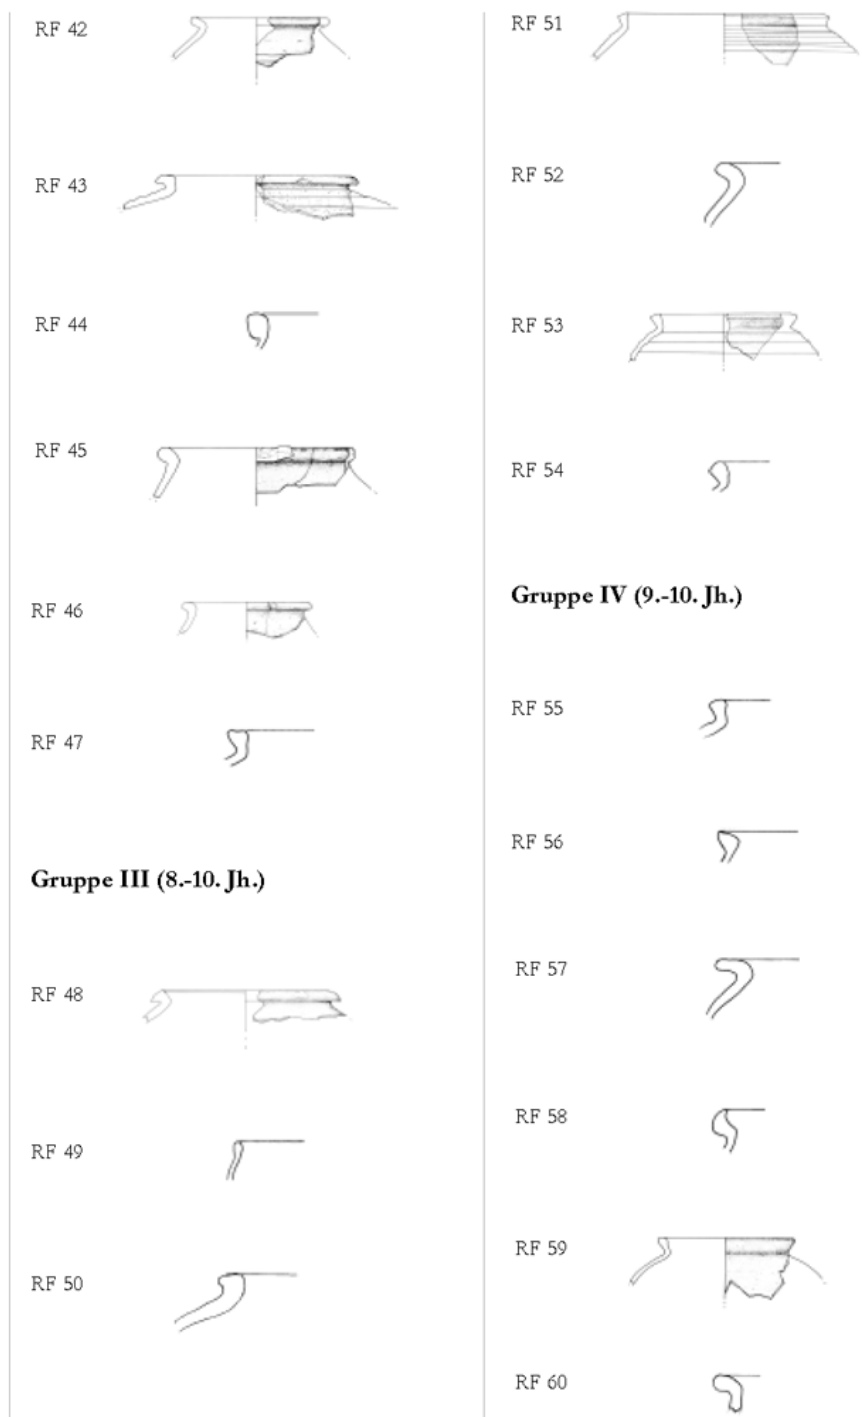 RF 42
RF 43
RF 44
RF 45
RF 46
RF 47
Gruppe III (8.-10. Jh.)
RF 48
RF 49
RF 50
RF 51
RF 52
RF 53
RF 54
Gruppe IV (9.-10. Jh.)
RF 55
RF 56
RF 57
RF 58
RF 59
RF 60